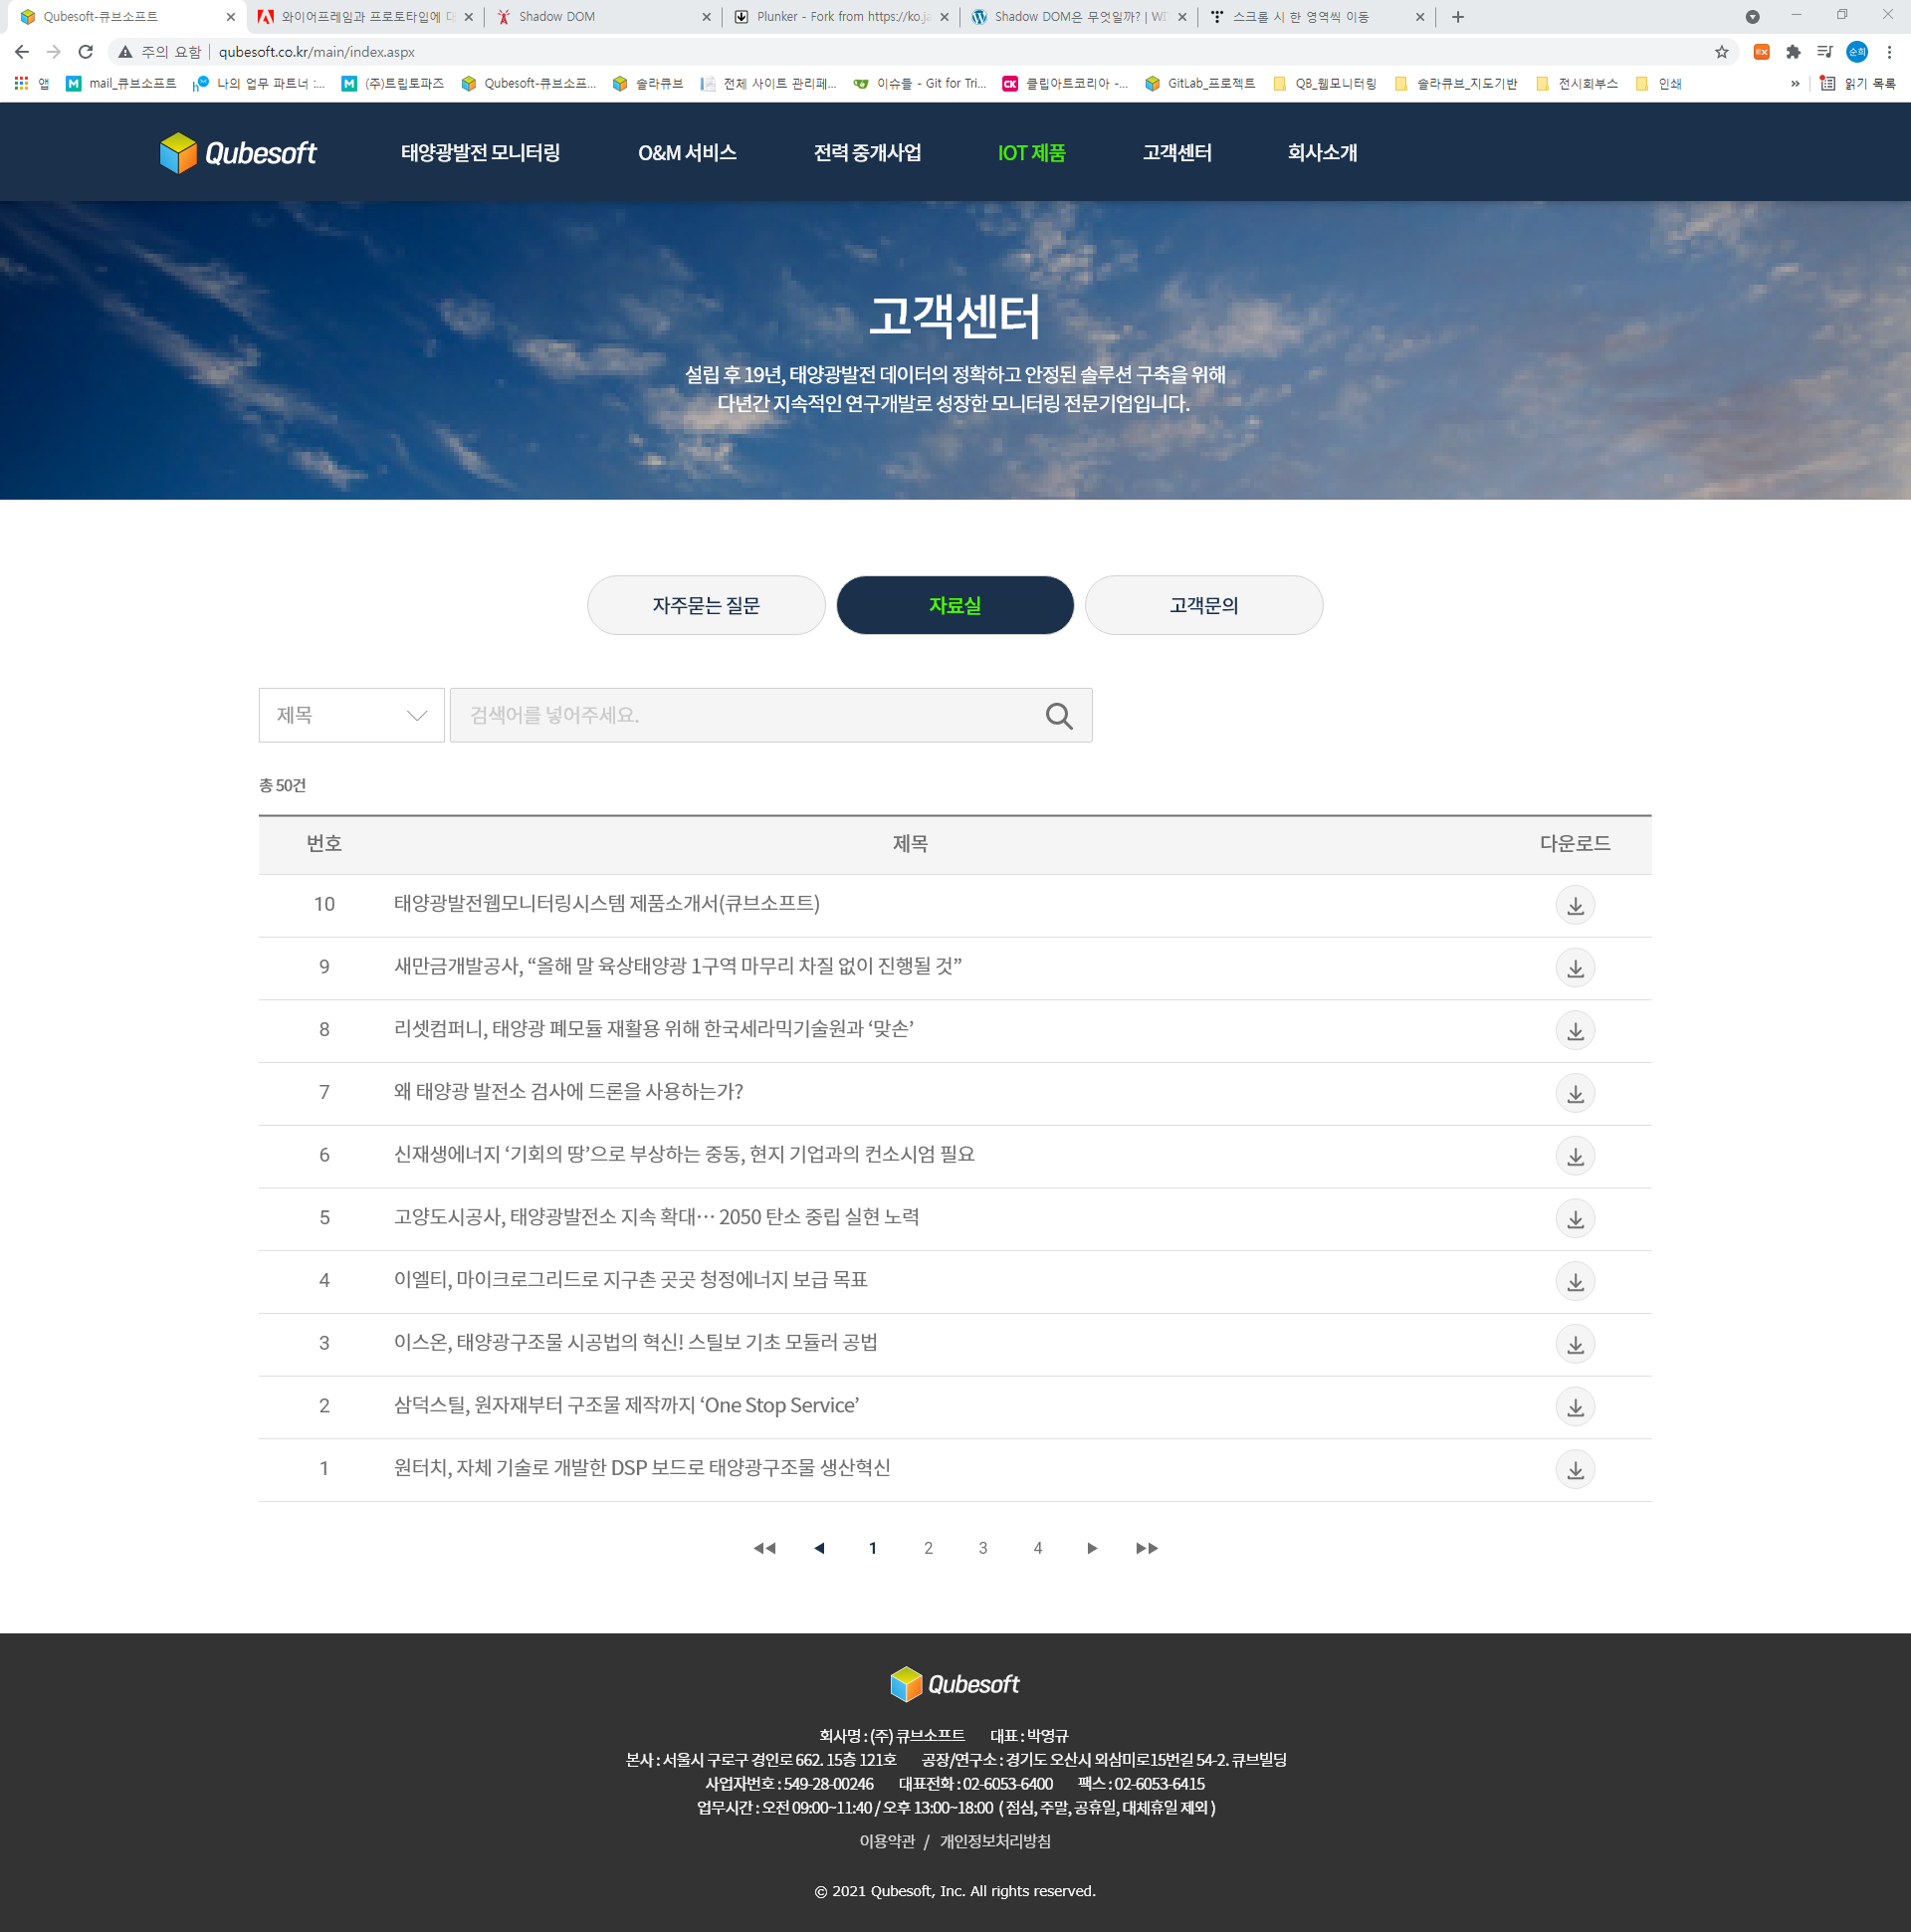 Qubesoft-큐브소프트
와이어프레임과 프로토타입에 대
Shadow DOM
Plunker - Fork from https://ko.ja
Shadow DOM은 무엇일까? | WI
스크롤 시 한 영역씩 이동
주의 요함 qubesoft.co.kr/main/index.aspx
EX
순희
앱
mail_큐브소프트
나의 업무 파트너 :...
(주)트립토파즈
Qubesoft-큐브소프...
솔라큐브
전체 사이트 관리페...
이슈들 - Git for Tri...
클립아트코리아 -...
GitLab_프로젝트
QB_웹모니터링
솔라큐브_지도기반
전시회부스
인쇄
»
읽기 목록
Qubesoft
태양광발전 모니터링
O&M 서비스
전력 중개사업
IOT 제품
고객센터
회사소개
고객센터
설립 후 19년, 태양광발전 데이터의 정확하고 안정된 솔루션 구축을 위해
다년간 지속적인 연구개발로 성장한 모니터링 전문기업입니다.
자주묻는 질문
자료실
고객문의
제목
검색어를 넣어주세요.
총 50건
번호 제목 다운로드
10 태양광발전웹모니터링시스템 제품소개서(큐브소프트)
9 새만금개발공사, “올해 말 육상태양광 1구역 마무리 차질 없이 진행될 것”
8 리셋컴퍼니, 태양광 폐모듈 재활용 위해 한국세라믹기술원과 ‘맞손’
7 왜 태양광 발전소 검사에 드론을 사용하는가?
6 신재생에너지 ‘기회의 땅’으로 부상하는 중동, 현지 기업과의 컨소시엄 필요
5 고양도시공사, 태양광발전소 지속 확대… 2050 탄소 중립 실현 노력
4 이엘티, 마이크로그리드로 지구촌 곳곳 청정에너지 보급 목표
3 이스온, 태양광구조물 시공법의 혁신! 스틸보 기초 모듈러 공법
2 삼덕스틸, 원자재부터 구조물 제작까지 ‘One Stop Service’
1 원터치, 자체 기술로 개발한 DSP 보드로 태양광구조물 생산혁신
1 2 3 4
Qubesoft
회사명 : (주) 큐브소프트 대표 : 박영규
본사 : 서울시 구로구 경인로 662. 15층 121호 공장/연구소 : 경기도 오산시 외삼미로15번길 54-2. 큐브빌딩
사업자번호 : 549-28-00246 대표전화 : 02-6053-6400 팩스 : 02-6053-6415
업무시간 : 오전 09:00~11:40 / 오후 13:00~18:00 ( 점심, 주말, 공휴일, 대체휴일 제외 )
이용약관 / 개인정보처리방침
© 2021 Qubesoft, Inc. All rights reserved.